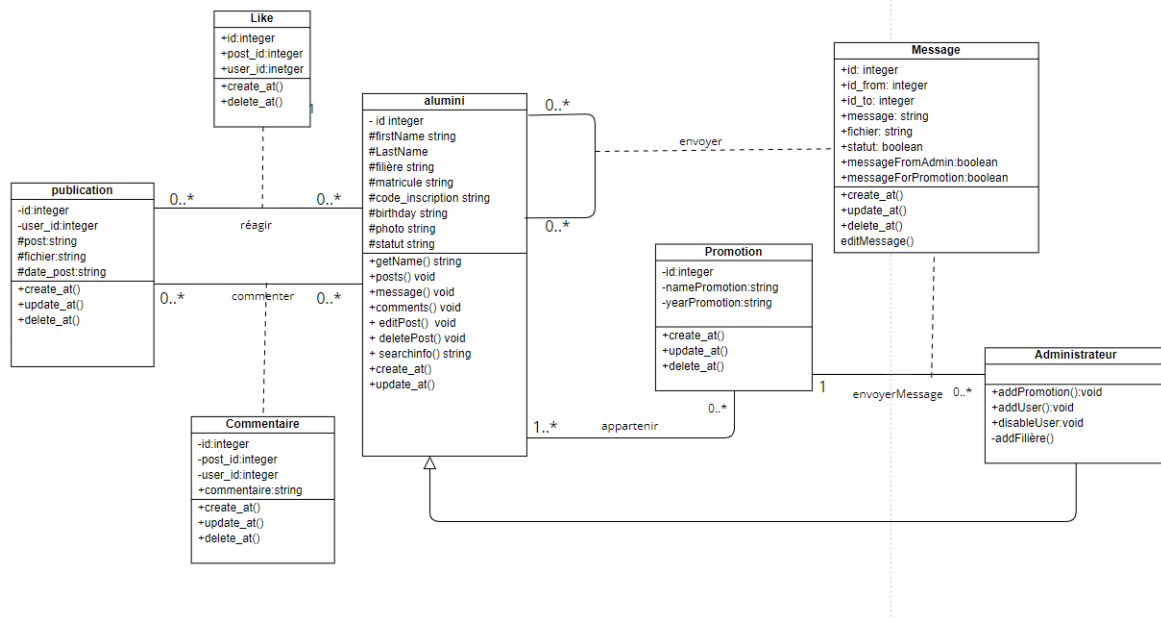 Like
+id:integer
+post_id:integer
+user_id:inetger
+create_at()
+delete_at()
1
publication
-id:integer
-user_id:integer
#post:string
#fichier:string
#date_post:string
+create_at()
+update_at()
+delete_at()
0..*
0..*
réagir
0..*
commenter
0..*
Commentaire
-id:integer
-post_id:integer
-user_id:integer
+commentaire:string
+create_at()
+update_at()
+delete_at()
alumini
- id integer
#firstName string
#LastName
#filière string
#matricule string
#code_inscription string
#birthday string
#photo string
#statut string
+getName() string
+posts() void
+message() void
+comments() void
+ editPost()  void
+ deletePost() void
+ searchinfo() string
+create_at()
+update_at()
0..*
0..*
envoyer
Message
+id: integer
+id_from: integer
+id_to: integer
+message: string
+fichier: string
+statut: boolean
+messageFromAdmin:boolean
+messageForPromotion:boolean
+create_at()
+update_at()
+delete_at()
editMessage()
Promotion
-id:integer
-namePromotion:string
-yearPromotion:string
+create_at()
+update_at()
+delete_at()
1
envoyerMessage
0..*
0..*
1..*
appartenir
Administrateur
+addPromotion():void
+addUser():void
+disableUser:void
-addFilière()